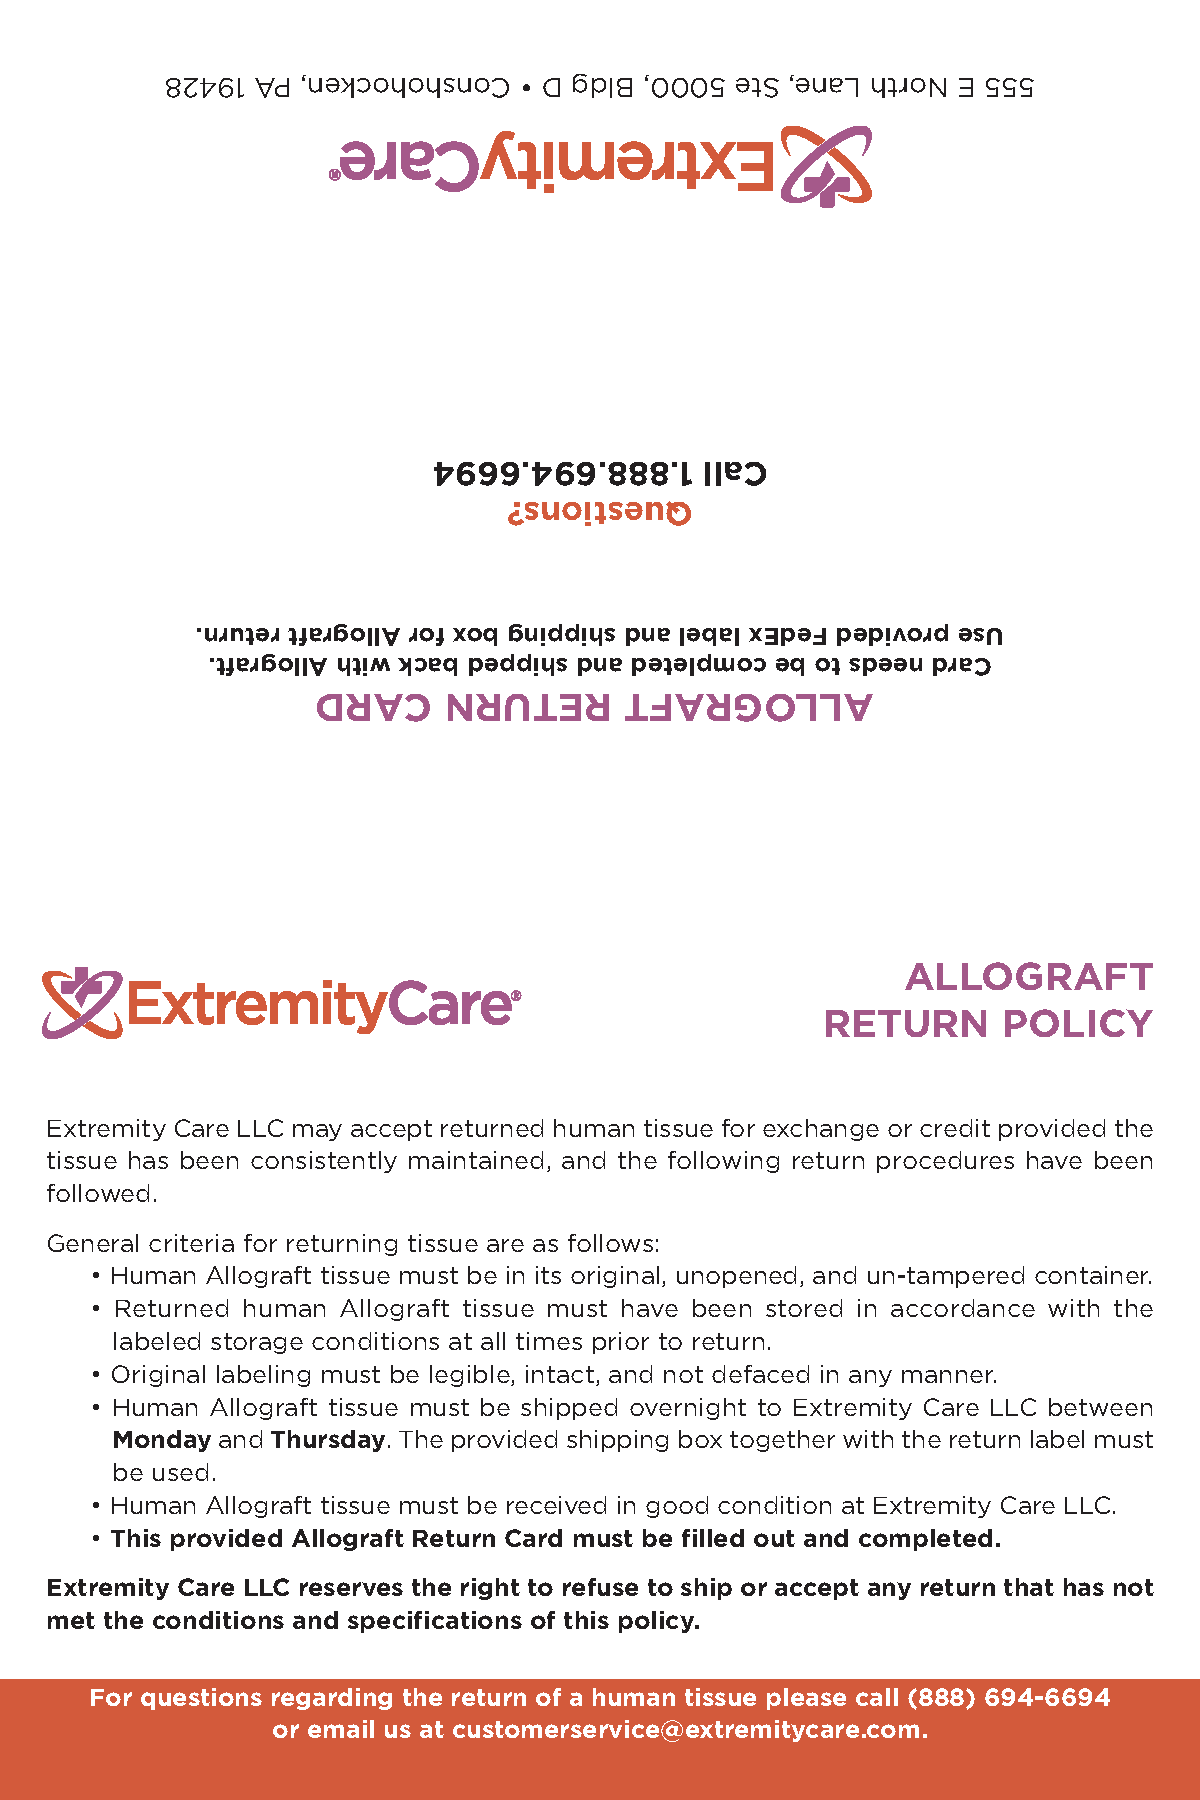 555 E North Lane, Ste 5000, Bldg D • Conshohocken, PA 19428
ExtremityCare®
Call 1.888.694.6694
Questions?
Use provided FedEx label and shipping box for Allograft return.
Card needs to be completed and shipped back with Allograft.
ALLOGRAFT RETURN CARD
ExtremityCare®
ALLOGRAFT
RETURN POLICY
Extremity Care LLC may accept returned human tissue for exchange or credit provided the
tissue has been consistently maintained, and the following return procedures have been
followed.
General criteria for returning tissue are as follows:
• Human Allograft tissue must be in its original, unopened, and un-tampered container.
• Returned human Allograft tissue must have been stored in accordance with the
labeled storage conditions at all times prior to return.
• Original labeling must be legible, intact, and not defaced in any manner.
• Human Allograft tissue must be shipped overnight to Extremity Care LLC between
Monday and Thursday. The provided shipping box together with the return label must
be used.
• Human Allograft tissue must be received in good condition at Extremity Care LLC.
• This provided Allograft Return Card must be filled out and completed.
Extremity Care LLC reserves the right to refuse to ship or accept any return that has not
met the conditions and specifications of this policy.
For questions regarding the return of a human tissue please call (888) 694-6694
or email us at customerservice@extremitycare.com.